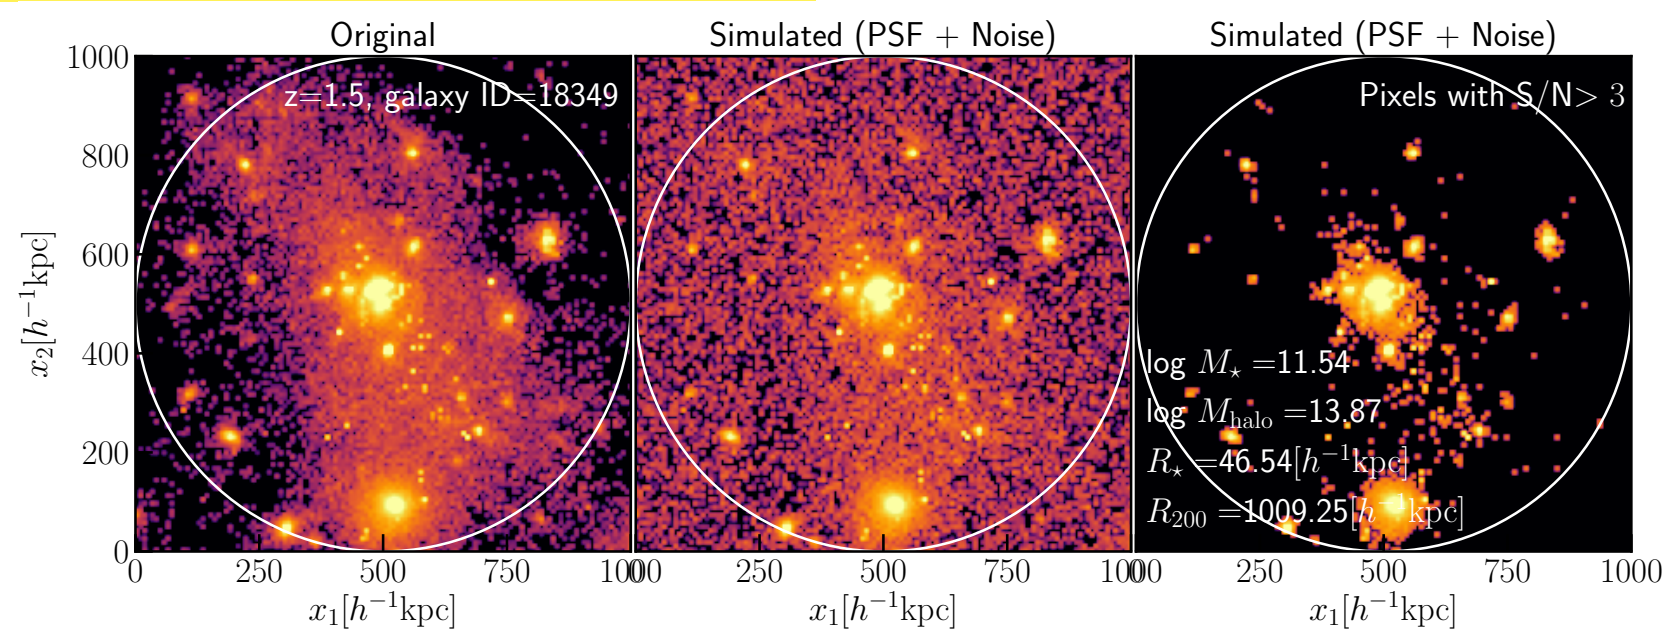 Original
Simulated (PSF + Noise)
Simulated (PSF + Noise)
z=1.5, galaxy ID=18349
Pixels with S/N> 3
1000
800
600
400
200
0
x₂[h⁻¹kpc]
log M⋆ =11.54
log M_halo =13.87
R⋆ =46.54[h⁻¹kpc]
R₂₀₀ =1009.25[h⁻¹kpc]
0 250 500 750 1000
0 250 500 750 1000
0 250 500 750 1000
x₁[h⁻¹kpc]
x₁[h⁻¹kpc]
x₁[h⁻¹kpc]